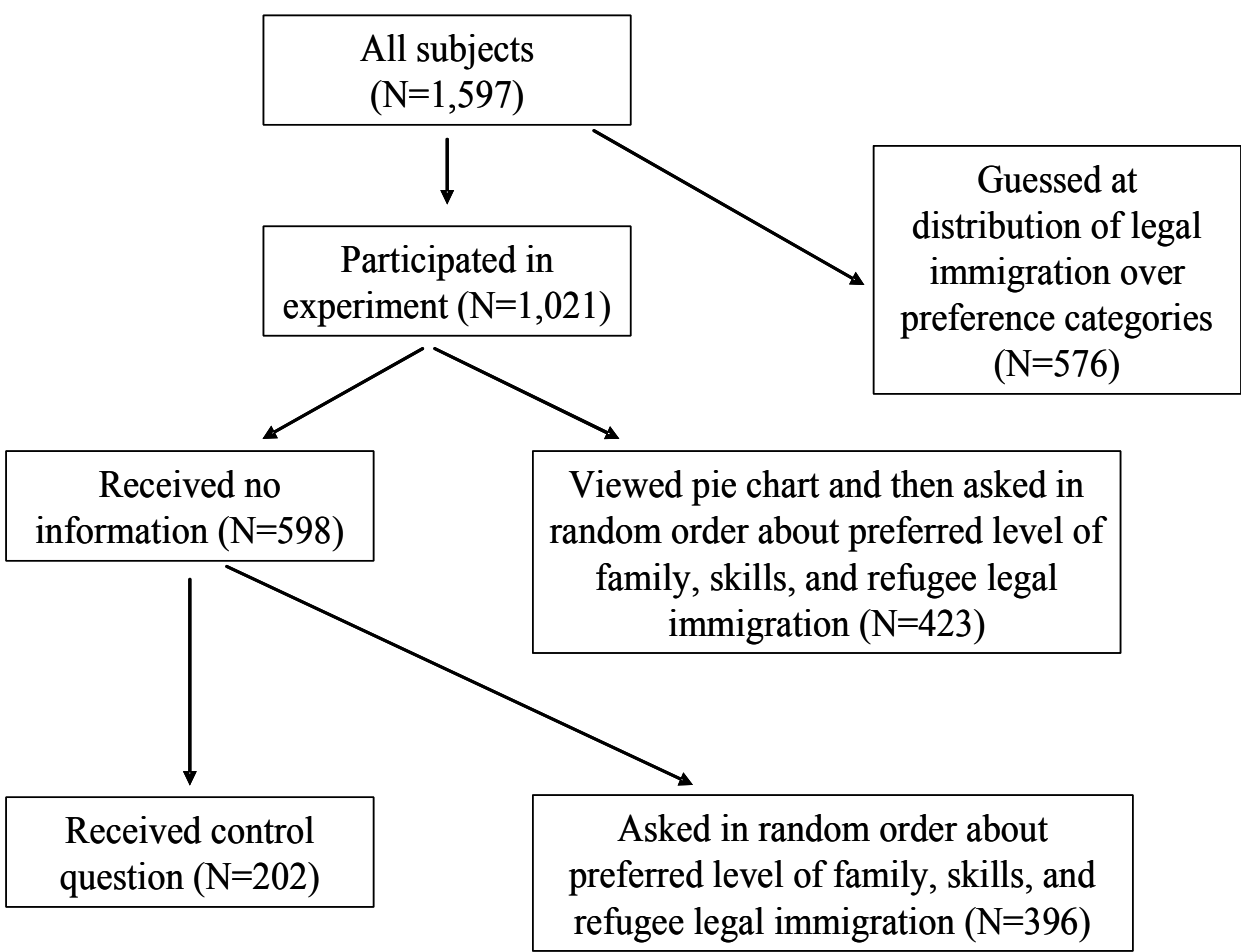 All subjects
(N=1,597)
Guessed at
distribution of legal
immigration over
preference categories
(N=576)
Participated in
experiment (N=1,021)
Received no
information (N=598)
Viewed pie chart and then asked in
random order about preferred level of
family, skills, and refugee legal
immigration (N=423)
Received control
question (N=202)
Asked in random order about
preferred level of family, skills, and
refugee legal immigration (N=396)